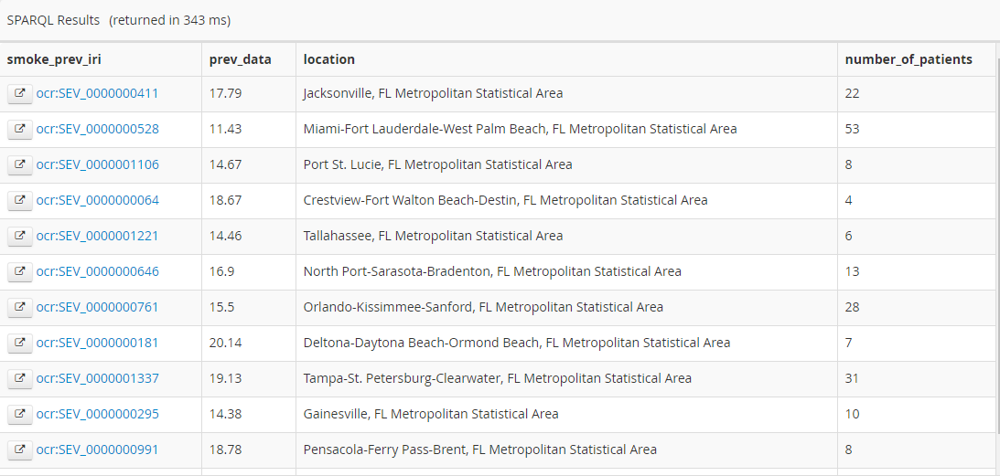 SPARQL Results (returned in 343 ms)
smoke_prev_iri prev_data location number_of_patients
ocr:SEV_0000000411 17.79 Jacksonville, FL Metropolitan Statistical Area 22
ocr:SEV_0000000528 11.43 Miami-Fort Lauderdale-West Palm Beach, FL Metropolitan Statistical Area 53
ocr:SEV_0000001106 14.67 Port St. Lucie, FL Metropolitan Statistical Area 8
ocr:SEV_0000000064 18.67 Crestview-Fort Walton Beach-Destin, FL Metropolitan Statistical Area 4
ocr:SEV_0000001221 14.46 Tallahassee, FL Metropolitan Statistical Area 6
ocr:SEV_0000000646 16.9 North Port-Sarasota-Bradenton, FL Metropolitan Statistical Area 13
ocr:SEV_0000000761 15.5 Orlando-Kissimmee-Sanford, FL Metropolitan Statistical Area 28
ocr:SEV_0000000181 20.14 Deltona-Daytona Beach-Ormond Beach, FL Metropolitan Statistical Area 7
ocr:SEV_0000001337 19.13 Tampa-St. Petersburg-Clearwater, FL Metropolitan Statistical Area 31
ocr:SEV_0000000295 14.38 Gainesville, FL Metropolitan Statistical Area 10
ocr:SEV_0000000991 18.78 Pensacola-Ferry Pass-Brent, FL Metropolitan Statistical Area 8